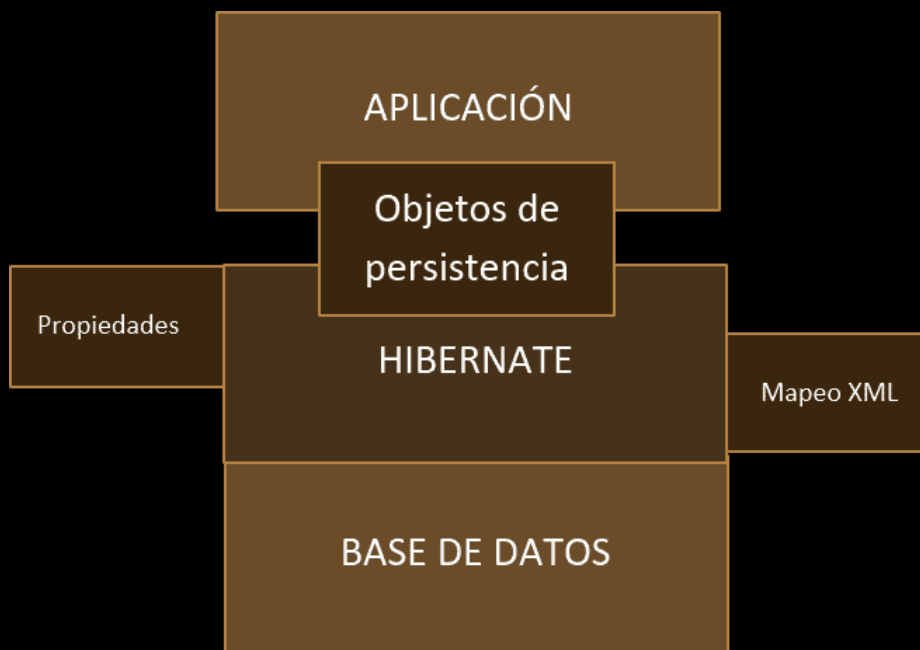 APLICACIÓN
Objetos de
persistencia
Propiedades
HIBERNATE
Mapeo XML
BASE DE DATOS